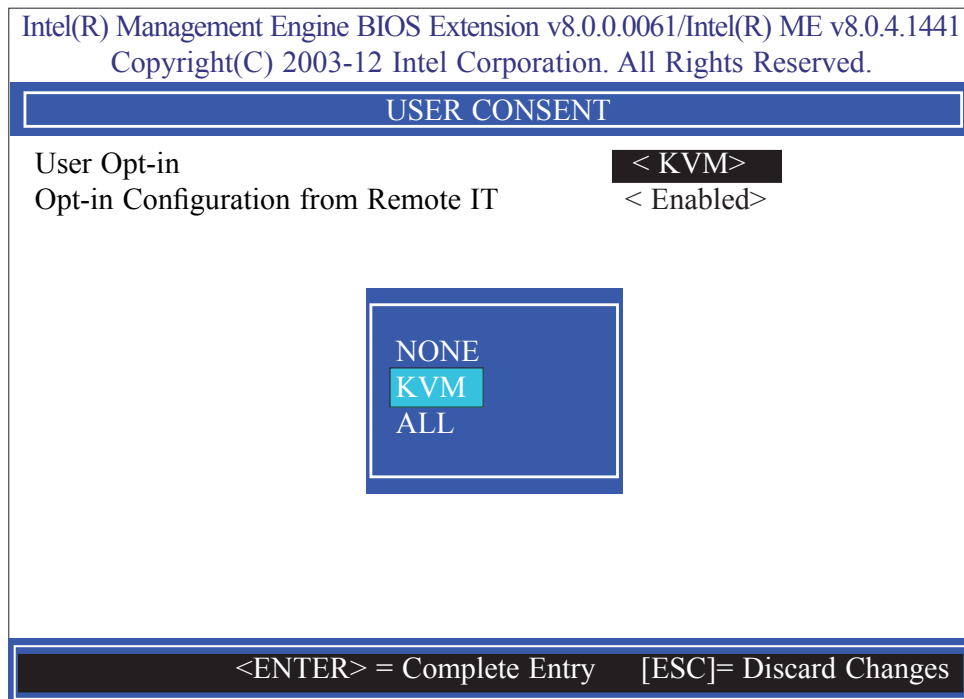 Intel(R) Management Engine BIOS Extension v8.0.0.0061/Intel(R) ME v8.0.4.1441
Copyright(C) 2003-12 Intel Corporation. All Rights Reserved.
USER CONSENT
User Opt-in < KVM>
Opt-in Configuration from Remote IT < Enabled>
NONE
KVM
ALL
<ENTER> = Complete Entry [ESC]= Discard Changes